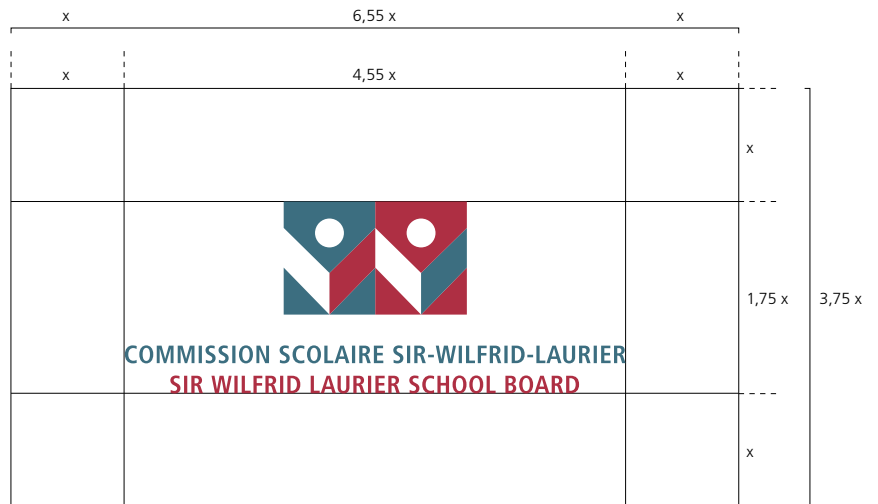 x 6,55 x x
x 4,55 x x
x
1,75 x 3,75 x
COMMISSION SCOLAIRE SIR-WILFRID-LAURIER
SIR WILFRID LAURIER SCHOOL BOARD
x